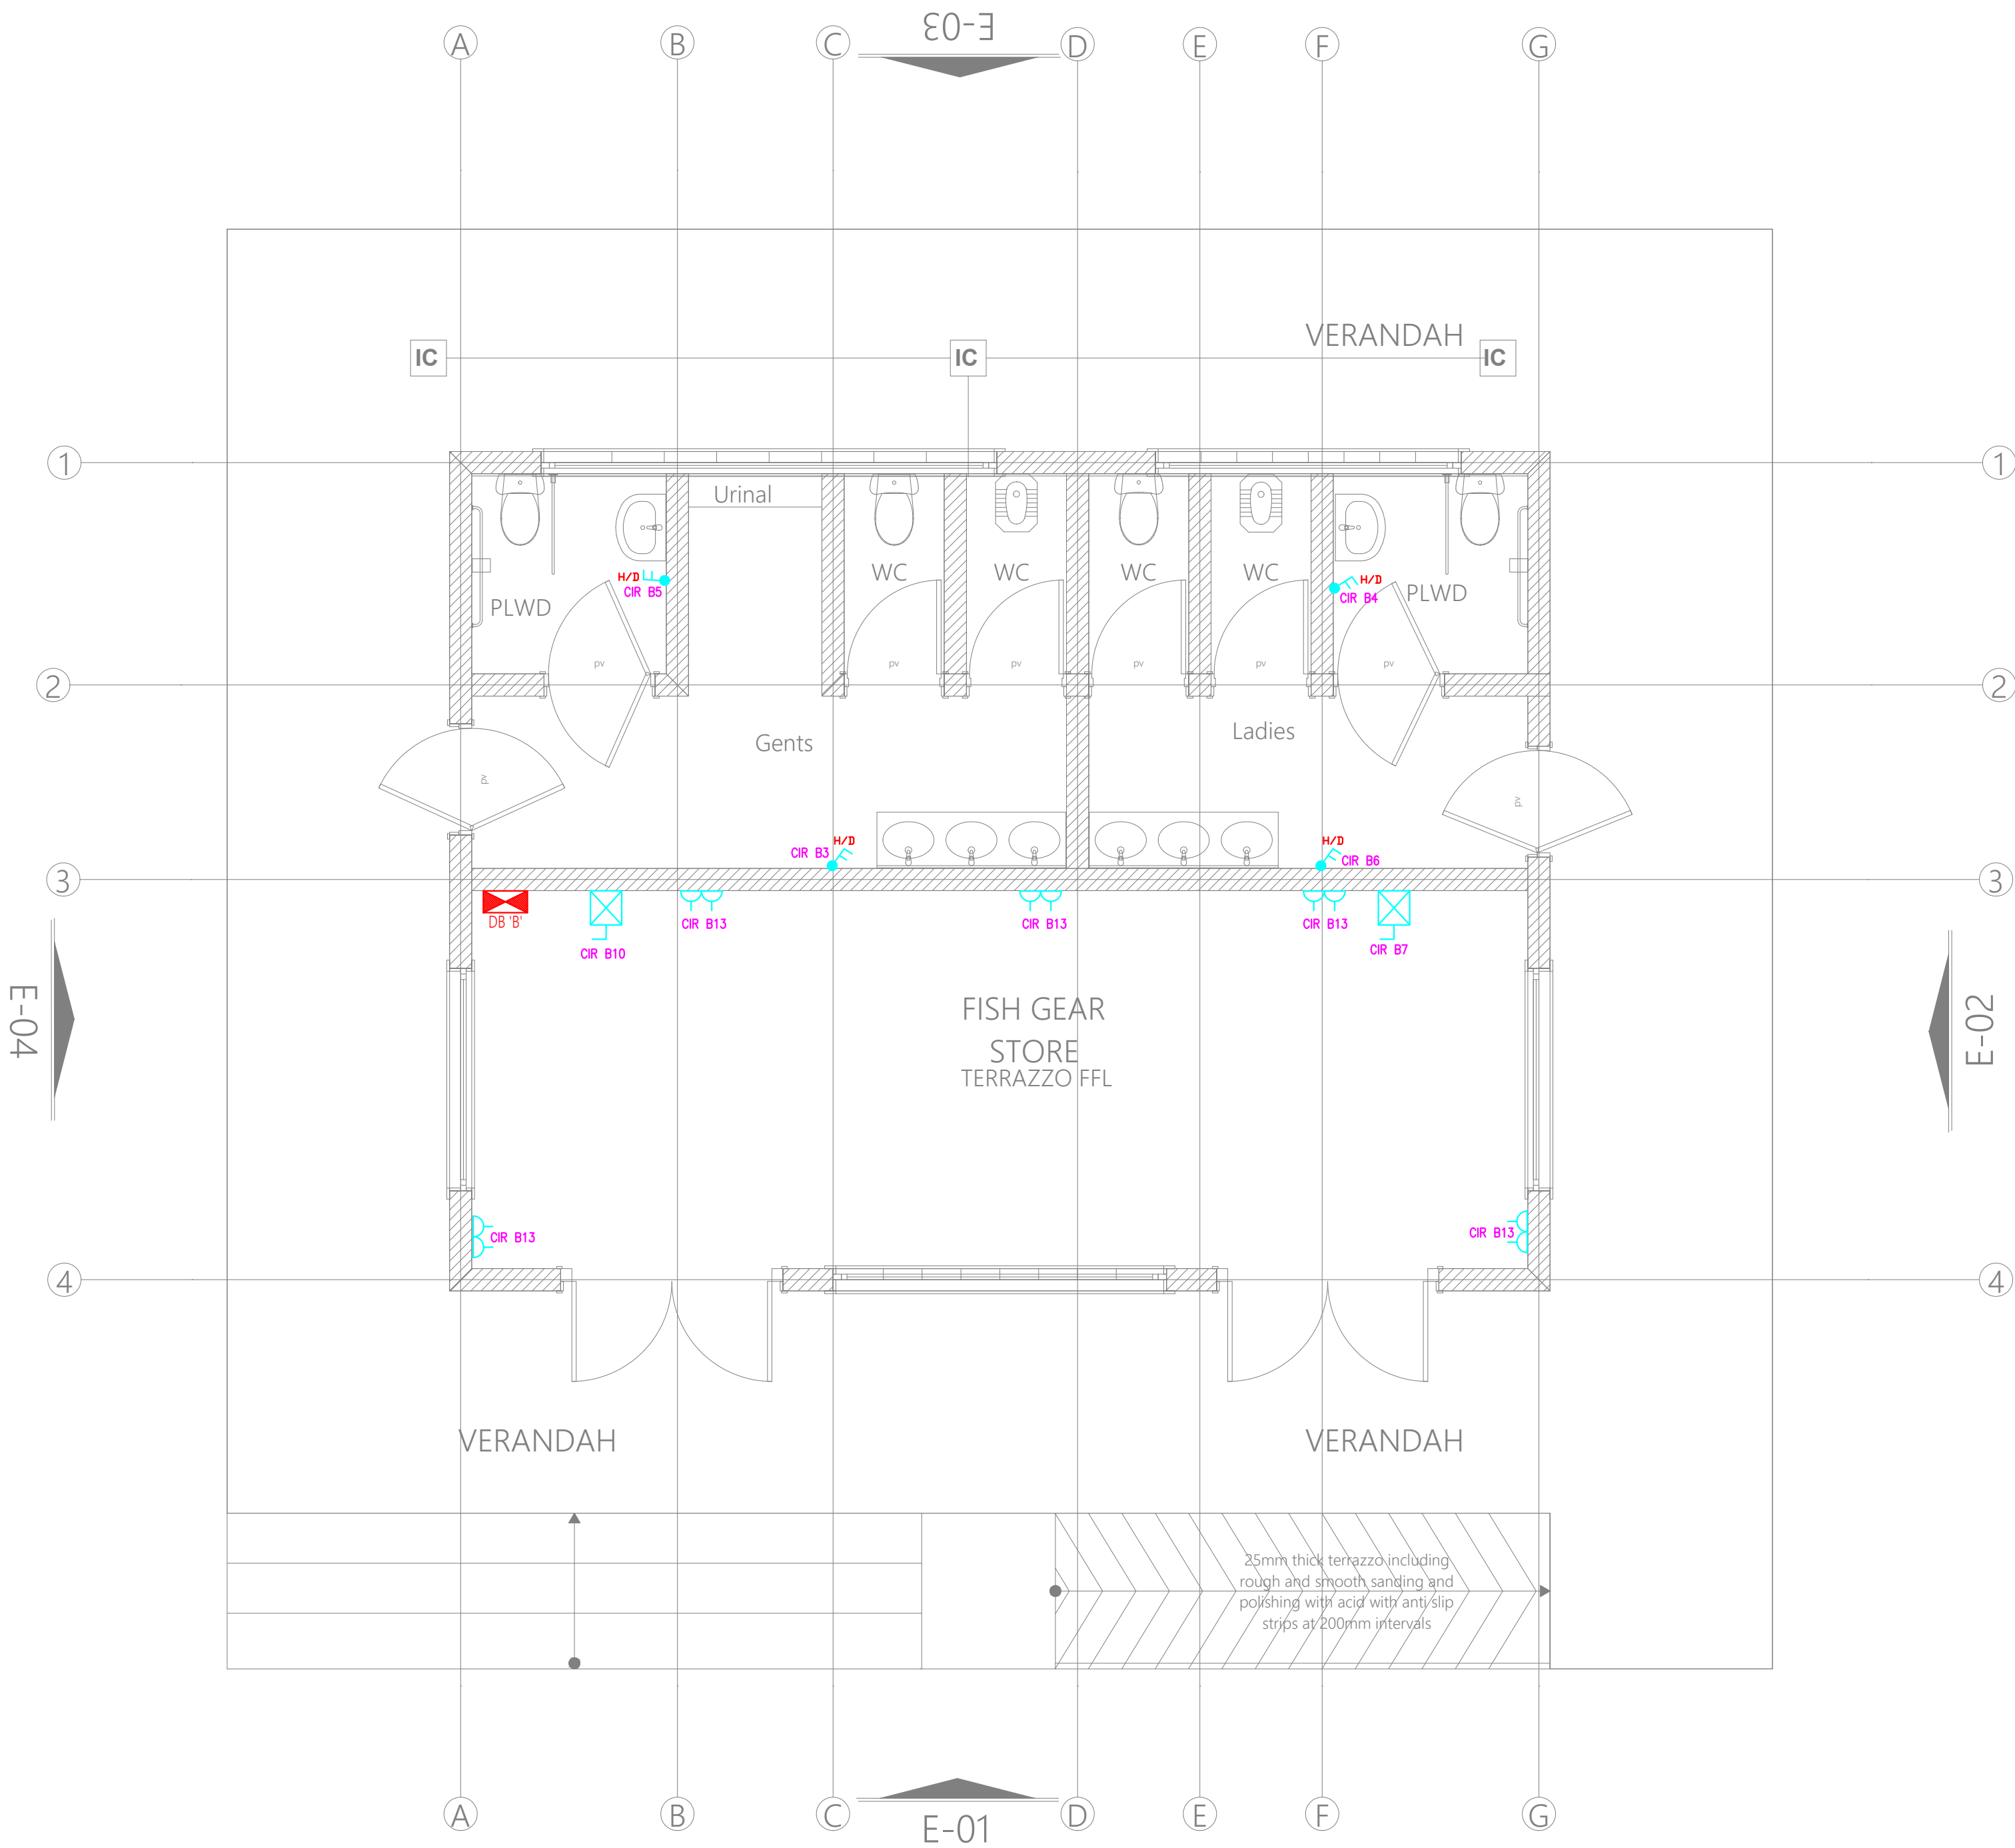 E-03
A
B
C
D
E
F
G
VERANDAH
IC
IC
IC
1
1
Urinal
WC
WC
WC
WC
H/D
CIR B5
H/D
CIR B4
PLWD
PLWD
pv
pv
pv
pv
pv
pv
2
2
Gents
Ladies
pv
pv
CIR B3
H/D
H/D
CIR B6
3
3
DB 'B'
CIR B10
CIR B13
CIR B13
CIR B13
CIR B7
E-04
E-02
FISH GEAR
STORE
TERRAZZO FFL
CIR B13
CIR B13
4
4
VERANDAH
VERANDAH
25mm thick terrazzo including
rough and smooth sanding and
polishing with acid with anti slip
strips at 200mm intervals
A
B
C
D
E
F
G
E-01